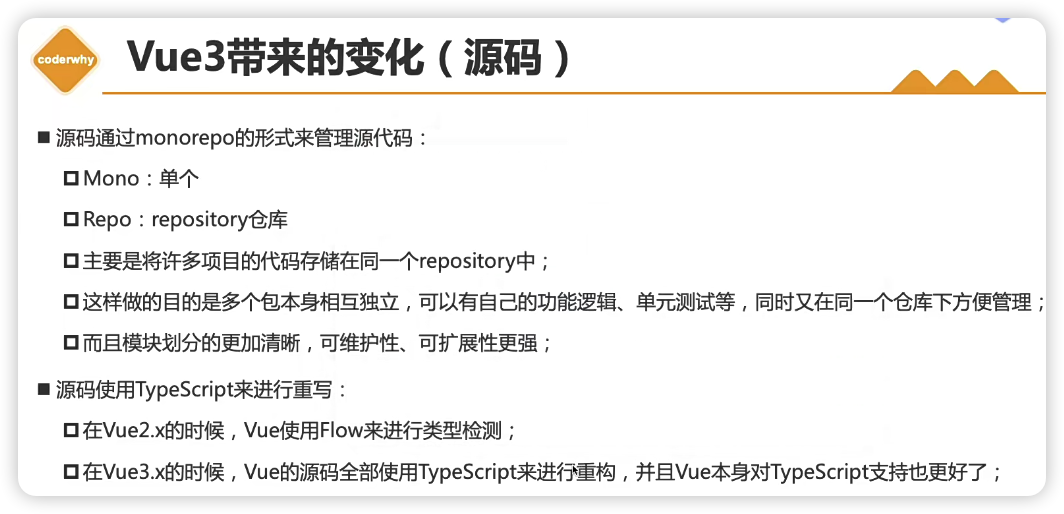 coderwhy
Vue3带来的变化（源码）
源码通过monorepo的形式来管理源代码：
Mono：单个
Repo：repository仓库
主要是将许多项目的代码存储在同一个repository中；
这样做的目的是多个包本身相互独立，可以有自己的功能逻辑、单元测试等，同时又在同一个仓库下方便管理；
而且模块划分的更加清晰，可维护性、可扩展性更强；
源码使用TypeScript来进行重写：
在Vue2.x的时候，Vue使用Flow来进行类型检测；
在Vue3.x的时候，Vue的源码全部使用TypeScript来进行重构，并且Vue本身对TypeScript支持也更好了；